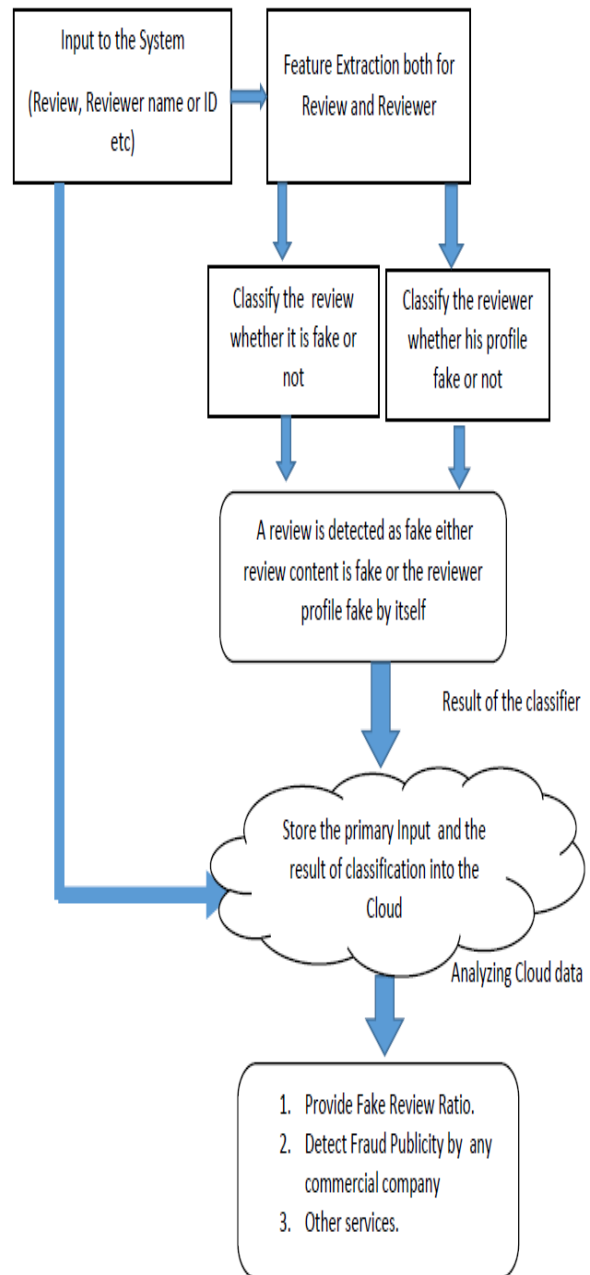 Input to the System
(Review, Reviewer name or ID
etc)
Feature Extraction both for
Review and Reviewer
Classify the review
whether it is fake or
not
Classify the reviewer
whether his profile
fake or not
A review is detected as fake either
review content is fake or the reviewer
profile fake by itself
Result of the classifier
Store the primary Input and the
result of classification into the
Cloud
Analyzing Cloud data
1. Provide Fake Review Ratio.
2. Detect Fraud Publicity by any
commercial company
3. Other services.